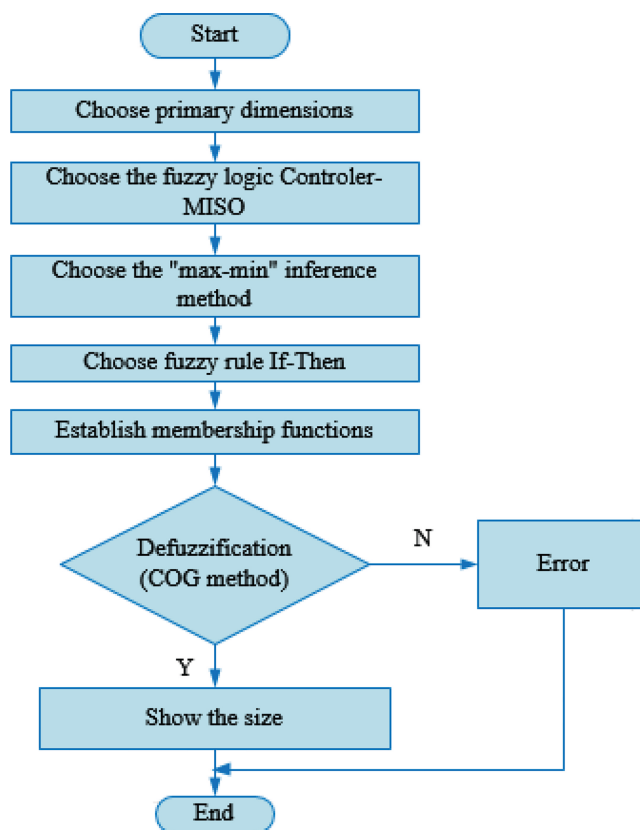 Start
Choose primary dimensions
Choose the fuzzy logic Controler-
MISO
Choose the "max-min" inference
method
Choose fuzzy rule If-Then
Establish membership functions
Defuzzification
(COG method)
N
Error
Y
Show the size
End